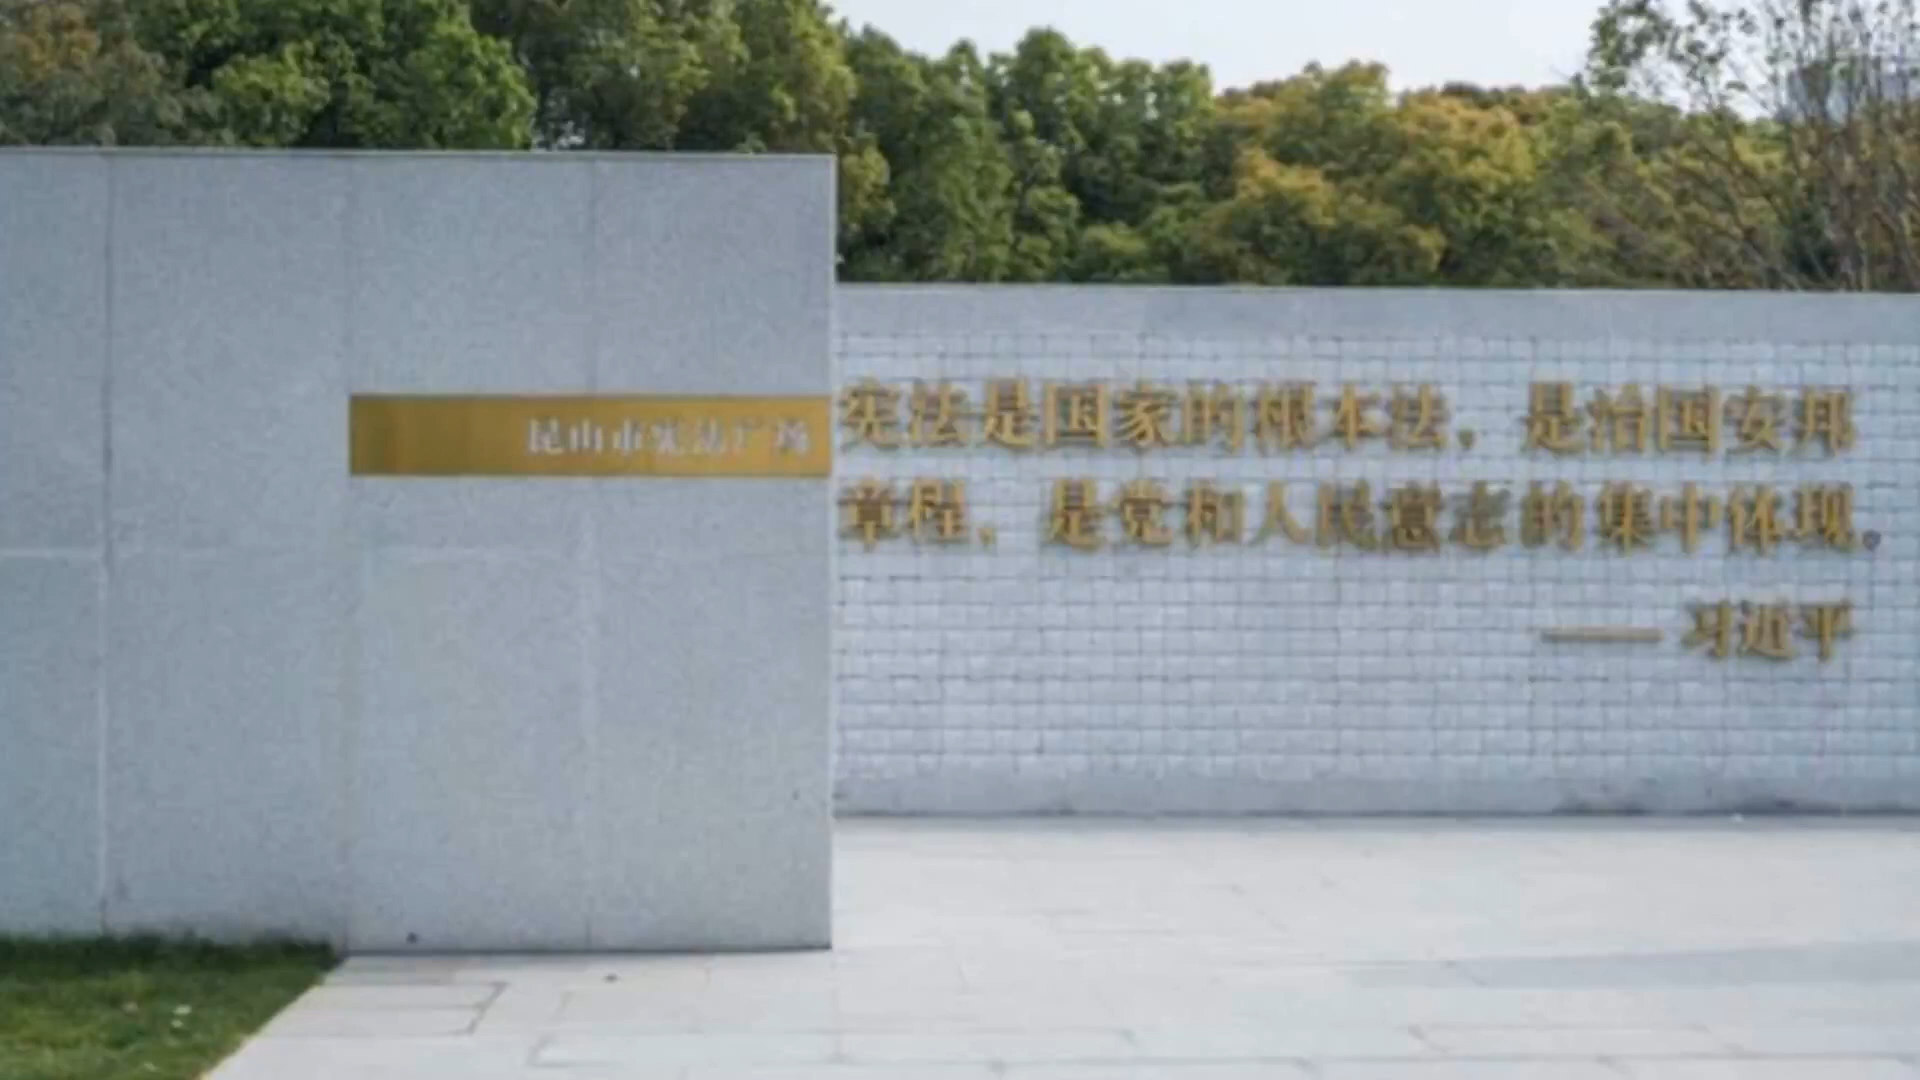 昆山市宪法广场
宪法是国家的根本法，是治国安邦
章程，是党和人民意志的集中体现。
—— 习近平